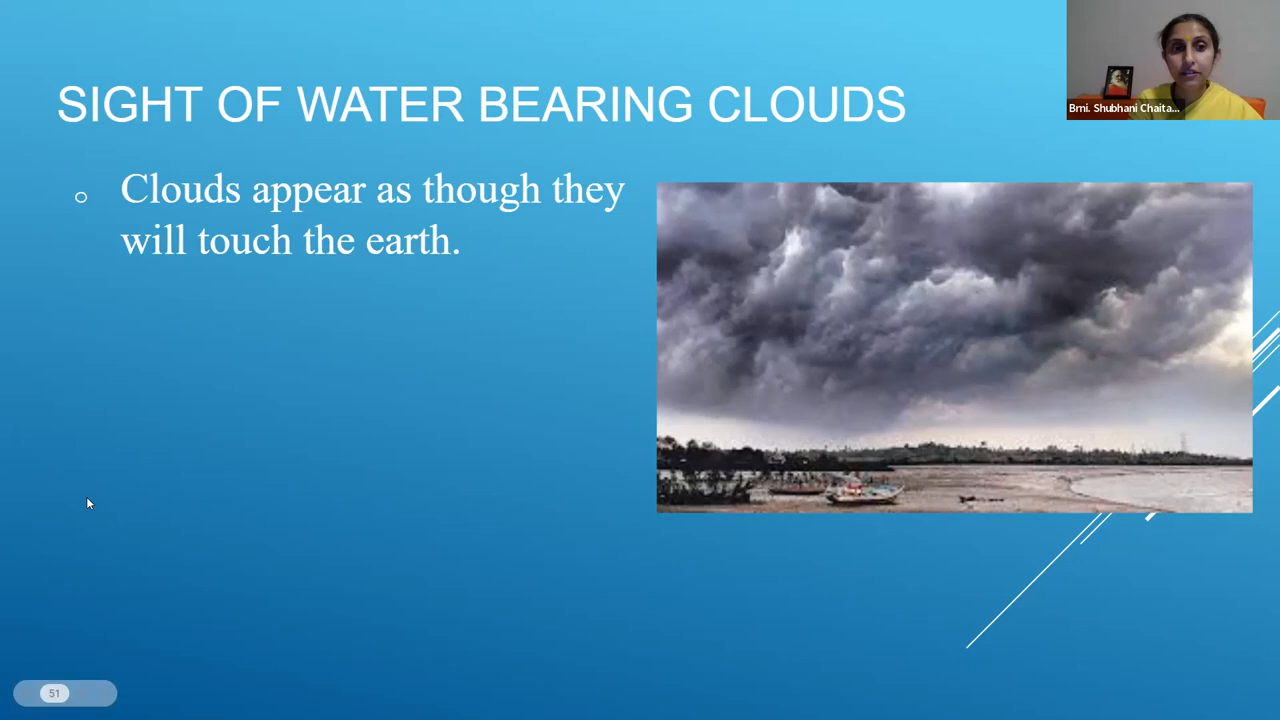 SIGHT OF WATER BEARING CLOUDS
Clouds appear as though they
will touch the earth.
Brni. Shubhani Chaita...
51